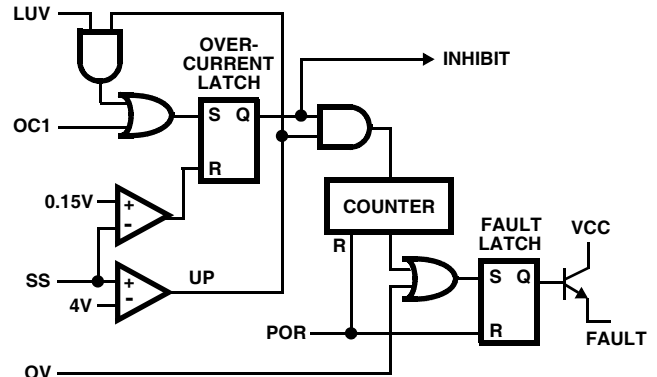 LUV
OVER-
CURRENT
LATCH
INHIBIT
OC1
S Q
R
0.15V
+
-
COUNTER
R
FAULT
LATCH
VCC
SS
+
-
4V
UP
S Q
R
POR
FAULT
OV